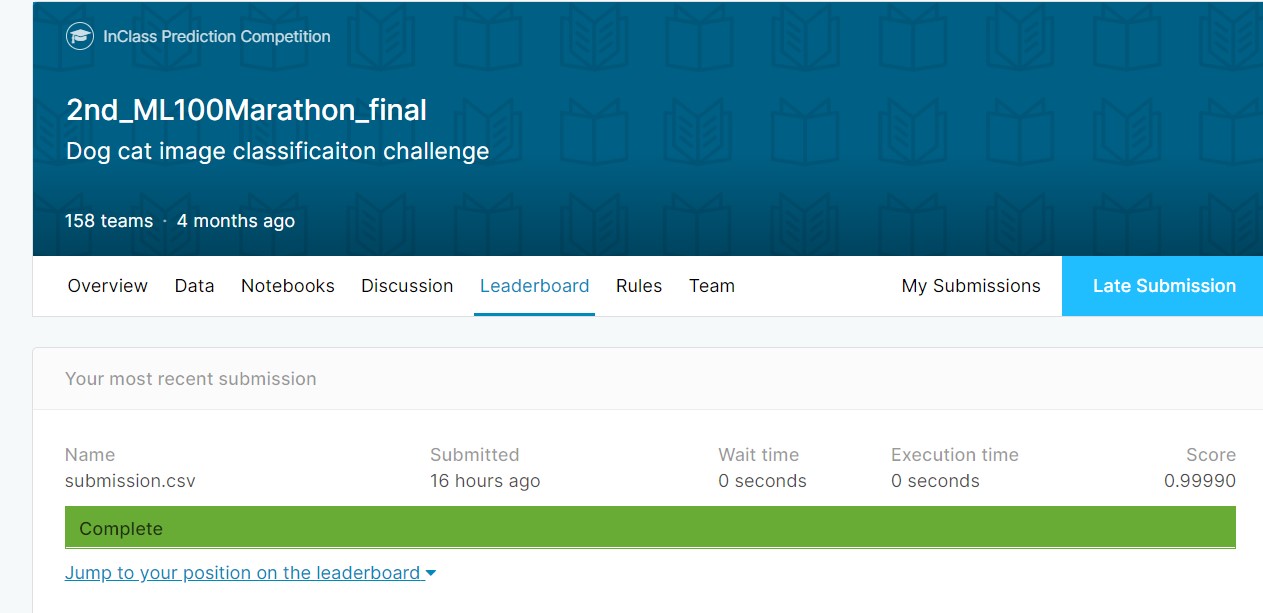 InClass Prediction Competition
2nd_ML100Marathon_final
Dog cat image classificaiton challenge
158 teams · 4 months ago
Overview Data Notebooks Discussion Leaderboard Rules Team My Submissions Late Submission
Your most recent submission
Name Submitted Wait time Execution time Score
submission.csv 16 hours ago 0 seconds 0 seconds 0.99990
Complete
Jump to your position on the leaderboard